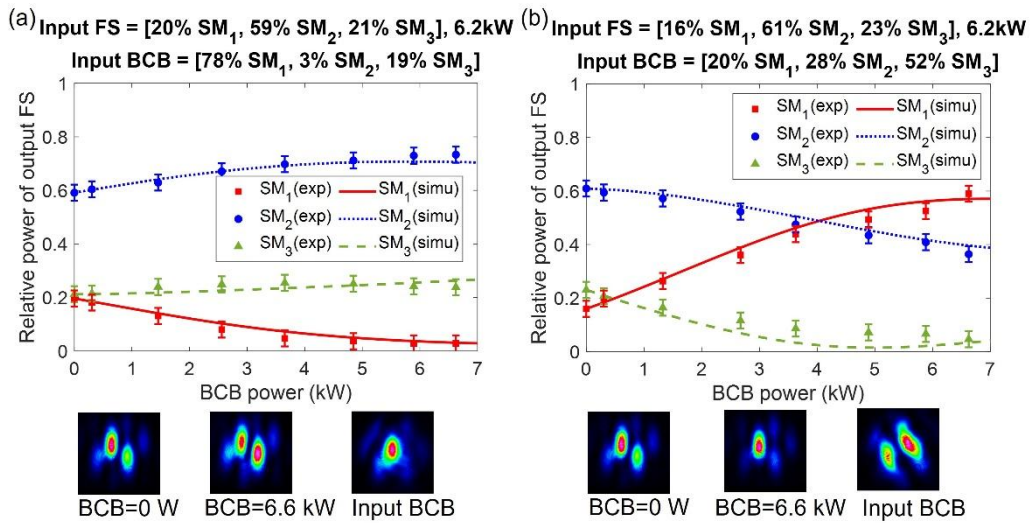 (a)
Input FS = [20% SM₁, 59% SM₂, 21% SM₃], 6.2kW
Input BCB = [78% SM₁, 3% SM₂, 19% SM₃]
Relative power of output FS
1
0.8
0.6
0.4
0.2
0
SM₁(exp) SM₁(simu)
SM₂(exp) SM₂(simu)
SM₃(exp) SM₃(simu)
0 1 2 3 4 5 6 7
BCB power (kW)
BCB=0 W BCB=6.6 kW Input BCB
(b)
Input FS = [16% SM₁, 61% SM₂, 23% SM₃], 6.2kW
Input BCB = [20% SM₁, 28% SM₂, 52% SM₃]
Relative power of output FS
1
0.8
0.6
0.4
0.2
0
SM₁(exp) SM₁(simu)
SM₂(exp) SM₂(simu)
SM₃(exp) SM₃(simu)
0 1 2 3 4 5 6 7
BCB power (kW)
BCB=0 W BCB=6.6 kW Input BCB